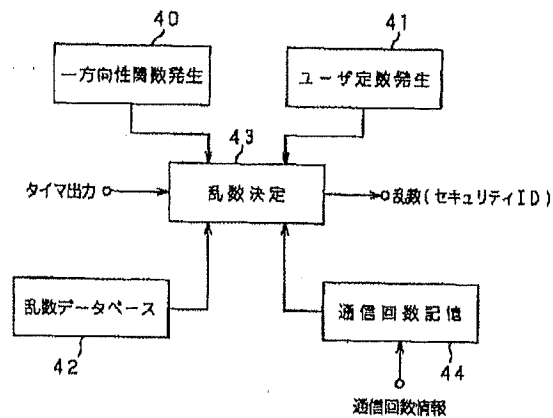 40
41
一方向性関数発生
ユーザ定数発生
43
タイマ出力
乱数決定
乱数(セキュリティID)
乱数データベース
通信回数記憶
42
44
通信回数情報